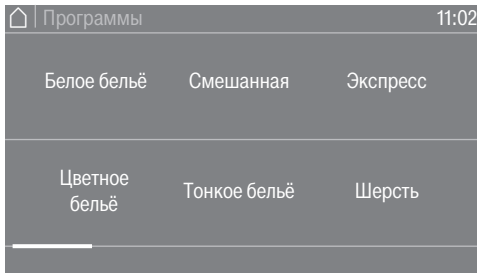 Программы 11:02
Белое бельё Смешанная Экспресс
Цветное
бельё Тонкое бельё Шерсть